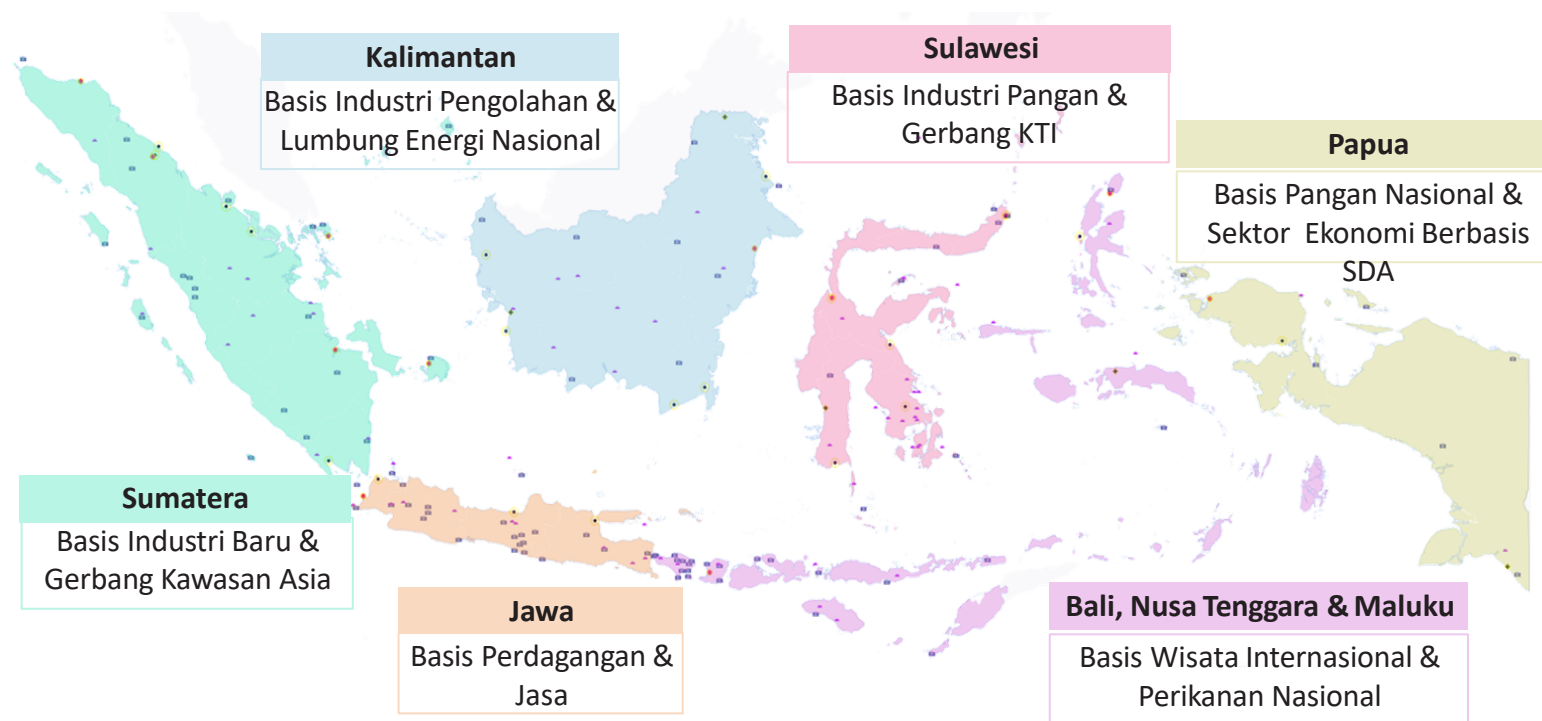 Kalimantan
Basis Industri Pengolahan &
Lumbung Energi Nasional
Sulawesi
Basis Industri Pangan &
Gerbang KTI
Papua
Basis Pangan Nasional &
Sektor Ekonomi Berbasis
SDA
Sumatera
Basis Industri Baru &
Gerbang Kawasan Asia
Jawa
Basis Perdagangan &
Jasa
Bali, Nusa Tenggara & Maluku
Basis Wisata Internasional &
Perikanan Nasional